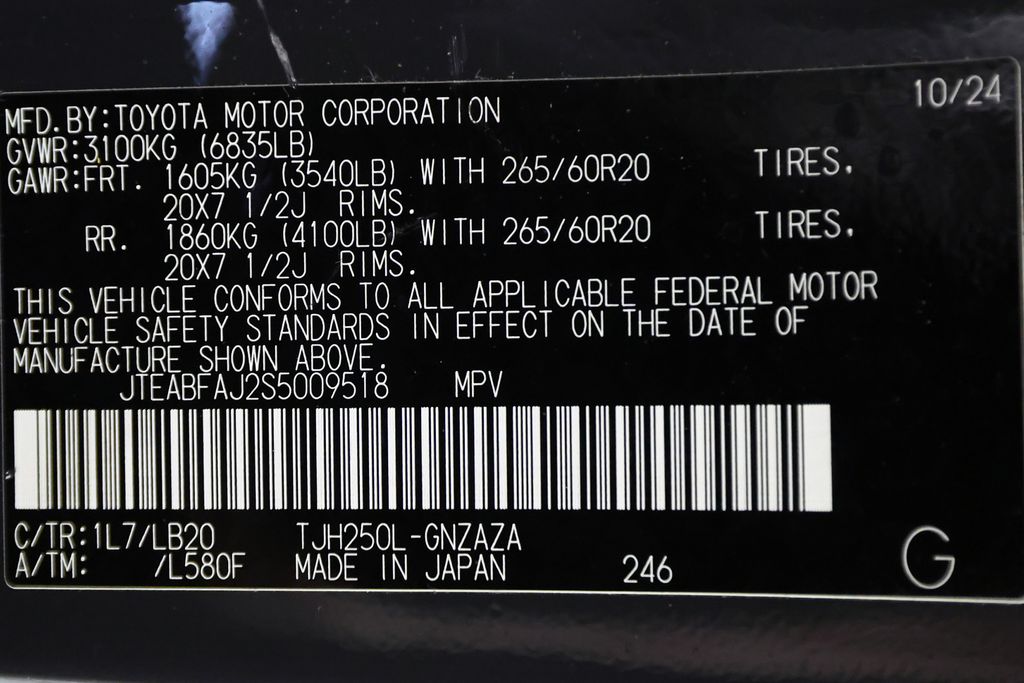 10/24
MFD. BY: TOYOTA MOTOR CORPORATION
GVWR: 3100KG (6835LB)
GAWR: FRT. 1605KG (3540LB) WITH 265/60R20 TIRES.
20X7 1/2J RIMS.
RR. 1860KG (4100LB) WITH 265/60R20 TIRES.
20X7 1/2J RIMS.
THIS VEHICLE CONFORMS TO ALL APPLICABLE FEDERAL MOTOR
VEHICLE SAFETY STANDARDS IN EFFECT ON THE DATE OF
MANUFACTURE SHOWN ABOVE.
JTEABFAJ2S5009518 MPV
C/TR: 1L7/LB20 TJH250L-GNZAZA
A/TM: /L580F MADE IN JAPAN 246 G